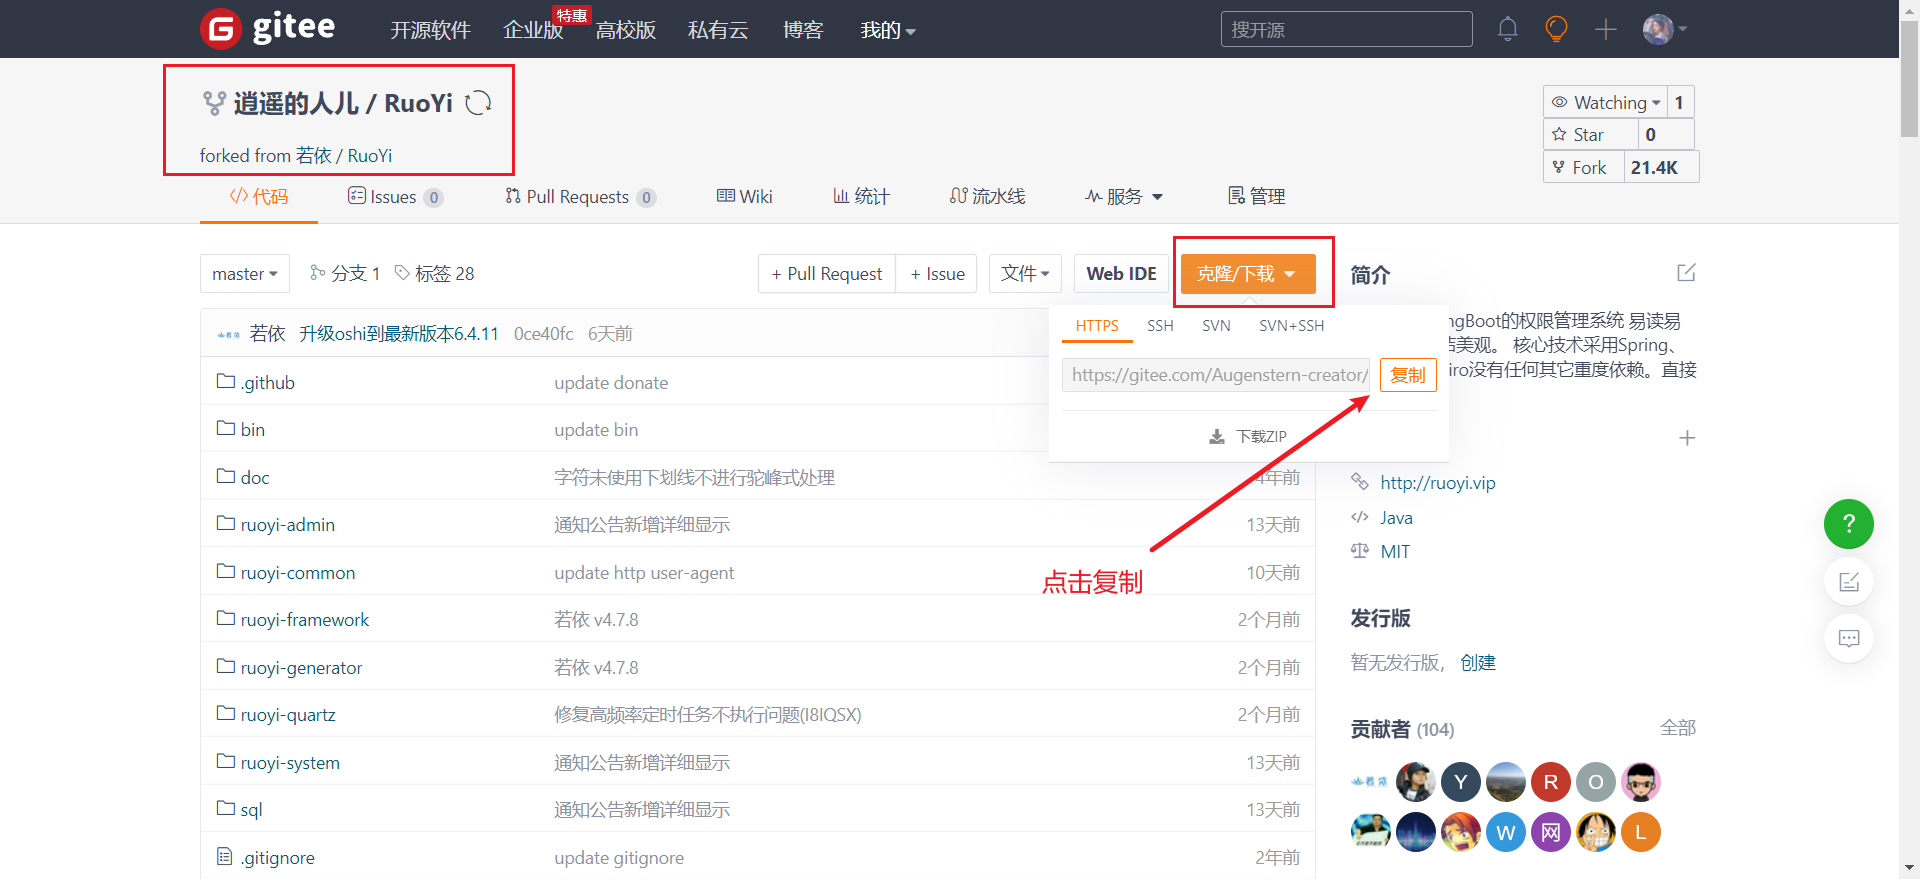 gitee
开源软件
企业版
特惠
高校版
私有云
博客
我的
搜开源
逍遥的人儿 / RuoYi
forked from 若依 / RuoYi
Watching 1
Star 0
Fork 21.4K
代码
Issues 0
Pull Requests 0
Wiki
统计
流水线
服务
管理
master
分支 1
标签 28
+ Pull Request
+ Issue
文件
Web IDE
克隆/下载
HTTPS
SSH
SVN
SVN+SSH
https://gitee.com/Augenstern-creator/
复制
下载ZIP
点击复制
若依 升级oshi到最新版本6.4.11 0ce40fc 6天前
.github update donate
bin update bin
doc 字符未使用下划线不进行驼峰式处理 4年前
ruoyi-admin 通知公告新增详细显示 13天前
ruoyi-common update http user-agent 10天前
ruoyi-framework 若依 v4.7.8 2个月前
ruoyi-generator 若依 v4.7.8 2个月前
ruoyi-quartz 修复高频率定时任务不执行问题(I8IQSX) 2个月前
ruoyi-system 通知公告新增详细显示 13天前
sql 通知公告新增详细显示 13天前
.gitignore update gitignore 2年前
简介
ngBoot的权限管理系统 易读易
洁美观。 核心技术采用Spring、
iro没有任何其它重度依赖。直接
http://ruoyi.vip
Java
MIT
发行版
暂无发行版， 创建
贡献者 (104)
全部
Y
R
O
W
网
L
?